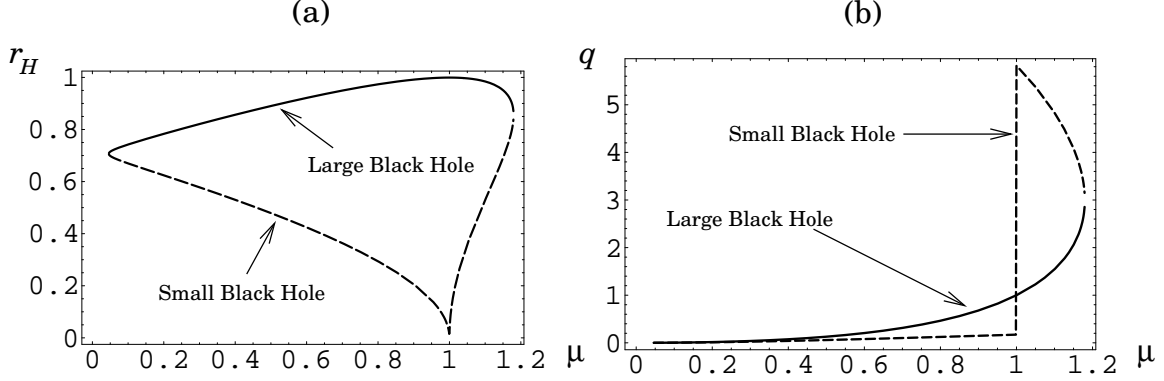 (a)
r_H
1
0.8
0.6
0.4
0.2
0
0 0.2 0.4 0.6 0.8 1 1.2 μ
Large Black Hole
Small Black Hole
(b)
q
5
4
3
2
1
0
0 0.2 0.4 0.6 0.8 1 1.2 μ
Small Black Hole
Large Black Hole